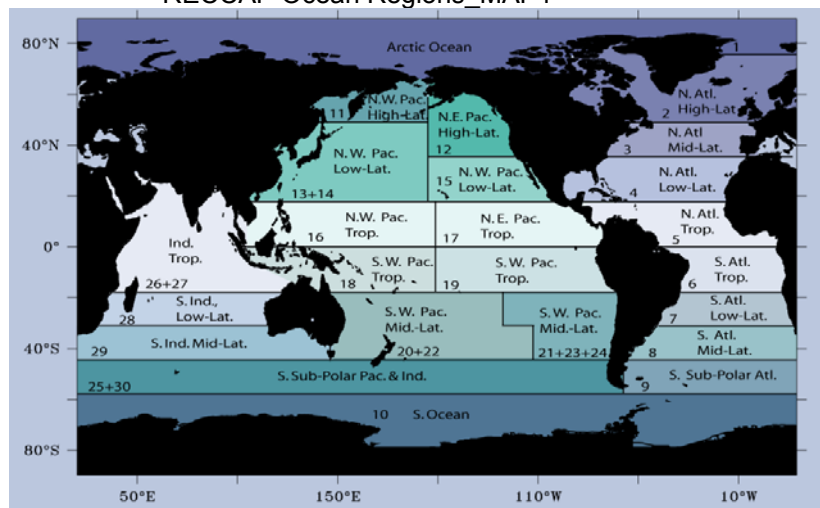 RECCAP Ocean Regions_MAP1
80°N
40°N
0°
40°S
80°S
Arctic Ocean
1
N.W. Pac.
High-Lat.
11
N.E. Pac.
High-Lat.
12
N. Atl.
High-Lat
2
N. Atl
Mid-Lat.
3
N. W. Pac.
Low-Lat.
13+14
N. W. Pac.
Low-Lat.
15
N. Atl
Low-Lat.
4
N.W. Pac.
Trop.
16
N.E. Pac.
Trop.
17
N. Atl
Trop.
5
Ind.
Trop.
26+27
S.W. Pac.
Trop.
18
S. W. Pac.
Trop.
19
S. Atl.
Trop.
6
S. Ind.,
Low-Lat.
28
S. W. Pac.
Mid.-Lat.
20+22
S. W. Pac.
Mid.-Lat.
21+23+24
S. Atl.
Low-Lat.
7
S. Ind. Mid-Lat.
29
S. Atl.
Mid-Lat.
8
S. Sub-Polar Pac. & Ind.
25+30
S. Sub-Polar Atl.
9
10 S. Ocean
50°E
150°E
110°W
10°W